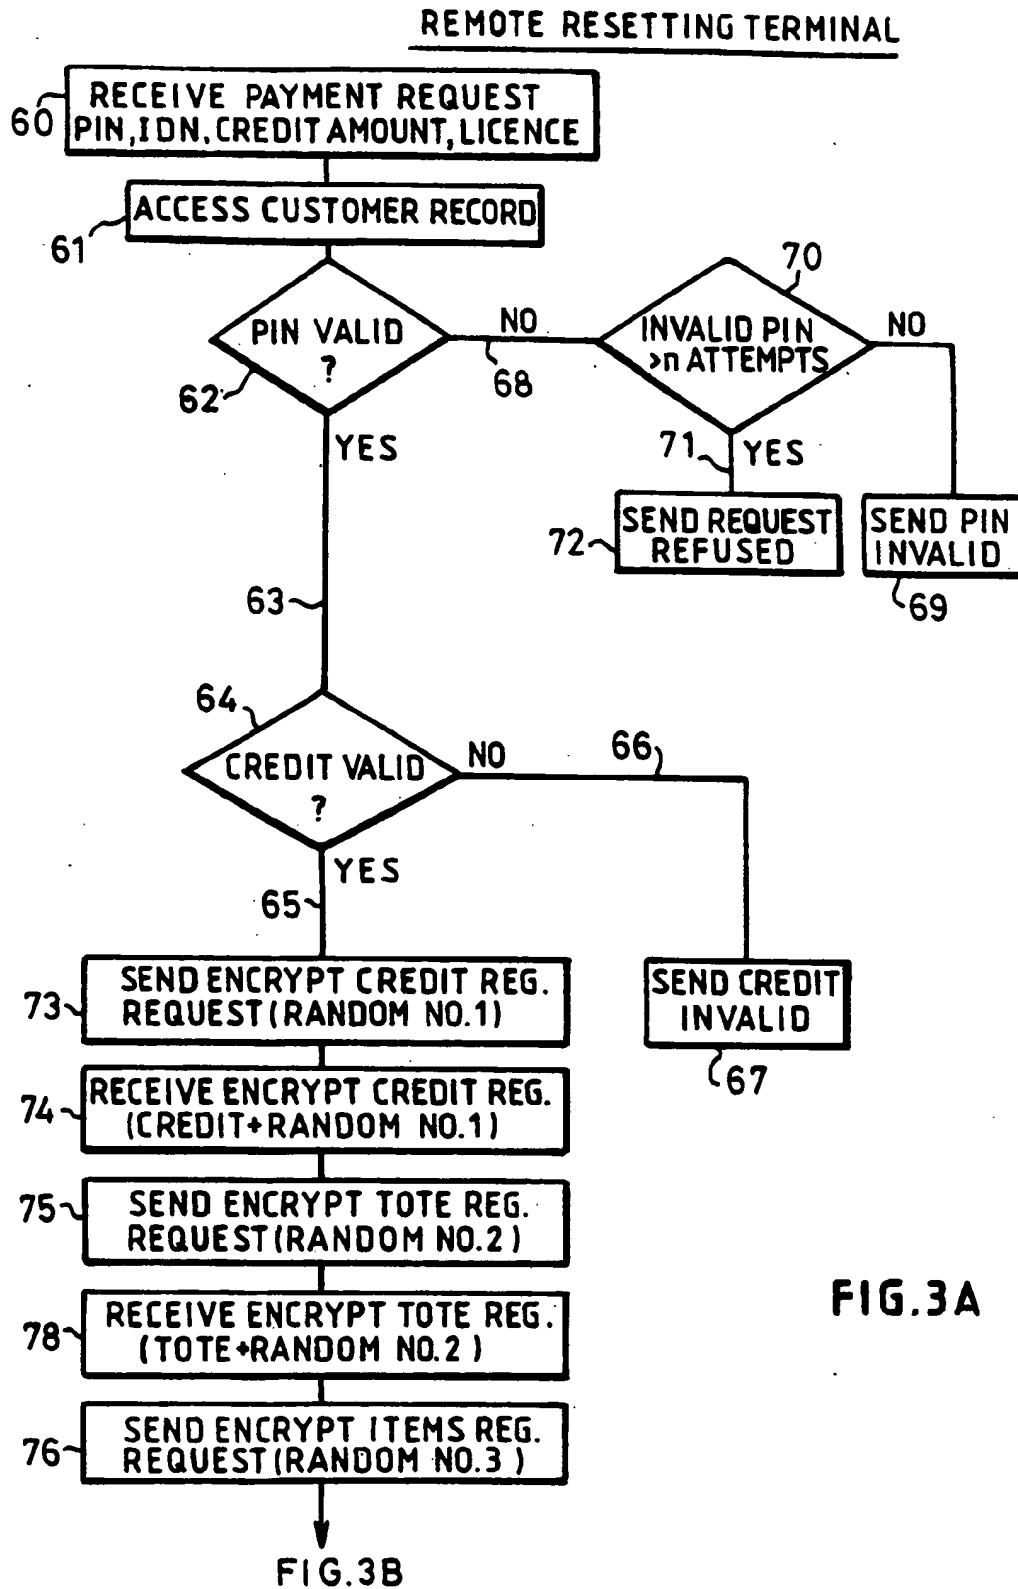 REMOTE RESETTING TERMINAL
60
RECEIVE PAYMENT REQUEST
PIN, IDN, CREDIT AMOUNT, LICENCE
61
ACCESS CUSTOMER RECORD
PIN VALID
?
62
NO
68
YES
63
70
INVALID PIN
>n ATTEMPTS
NO
71
YES
72
SEND REQUEST
REFUSED
SEND PIN
INVALID
69
64
CREDIT VALID
?
NO
66
YES
65
SEND CREDIT
INVALID
67
73
SEND ENCRYPT CREDIT REG.
REQUEST (RANDOM NO.1)
74
RECEIVE ENCRYPT CREDIT REG.
(CREDIT+RANDOM NO.1)
75
SEND ENCRYPT TOTE REG.
REQUEST (RANDOM NO.2)
78
RECEIVE ENCRYPT TOTE REG.
(TOTE+RANDOM NO.2)
76
SEND ENCRYPT ITEMS REG.
REQUEST (RANDOM NO.3)
FIG.3A
FIG.3B